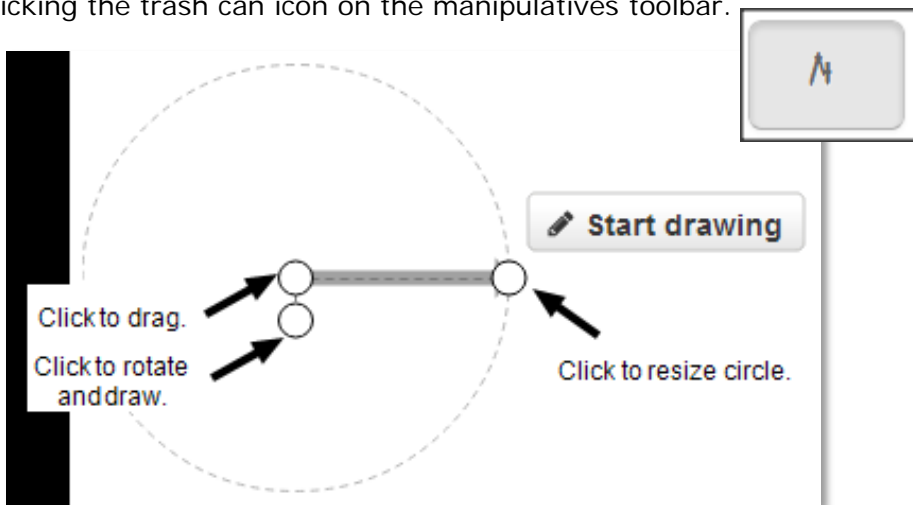 icking the trash can icon on the manipulatives toolbar.
Start drawing
Click to drag.
Click to rotate
and draw.
Click to resize circle.